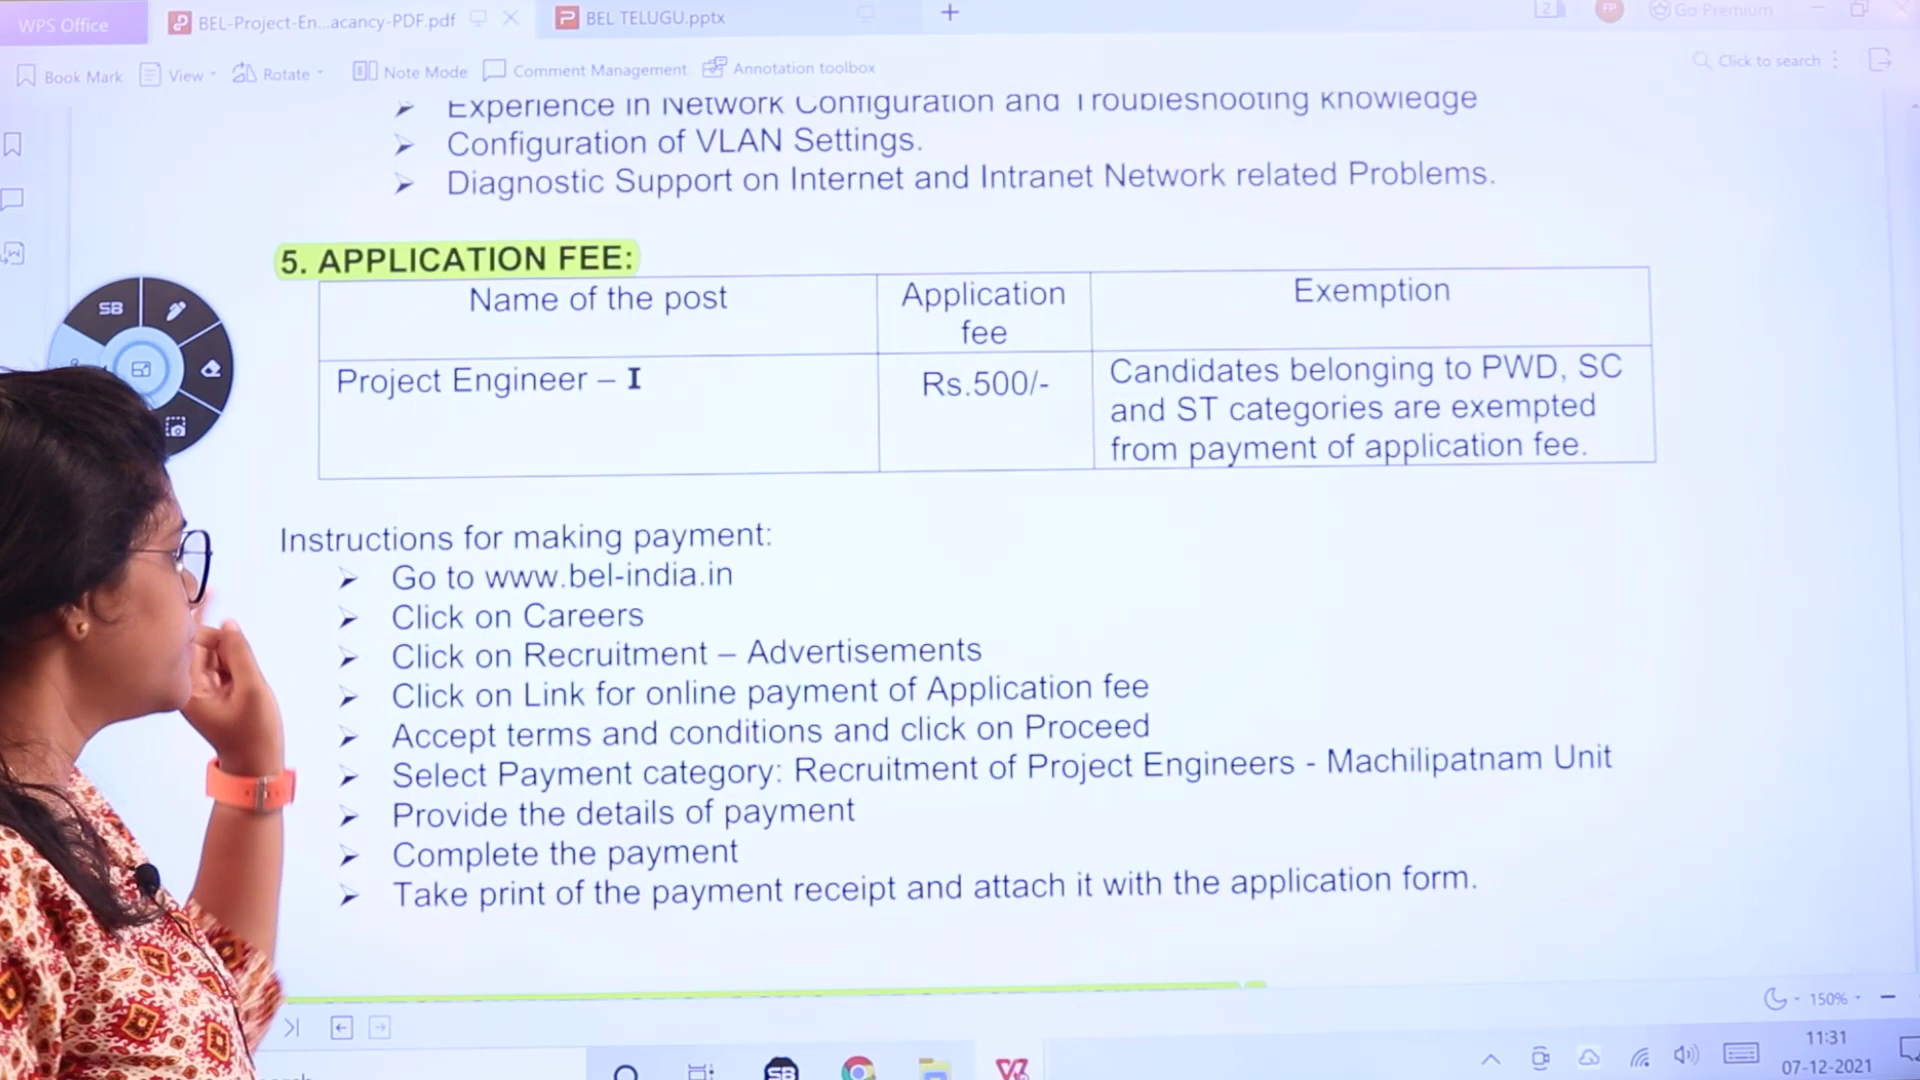 WPS Office
BEL-Project-En...acancy-PDF.pdf
BEL TELUGU.pptx
2
FP
Go Premium
Book Mark
View
Rotate
Note Mode
Comment Management
Annotation toolbox
Click to search
Experience in Network Configuration and Troubleshooting knowledge
Configuration of VLAN Settings.
Diagnostic Support on Internet and Intranet Network related Problems.
5. APPLICATION FEE:
SB
Name of the post
Application
fee
Exemption
Project Engineer – I
Rs.500/-
Candidates belonging to PWD, SC
and ST categories are exempted
from payment of application fee.
Instructions for making payment:
Go to www.bel-india.in
Click on Careers
Click on Recruitment – Advertisements
Click on Link for online payment of Application fee
Accept terms and conditions and click on Proceed
Select Payment category: Recruitment of Project Engineers - Machilipatnam Unit
Provide the details of payment
Complete the payment
Take print of the payment receipt and attach it with the application form.
150%
SB
11:31
07-12-2021